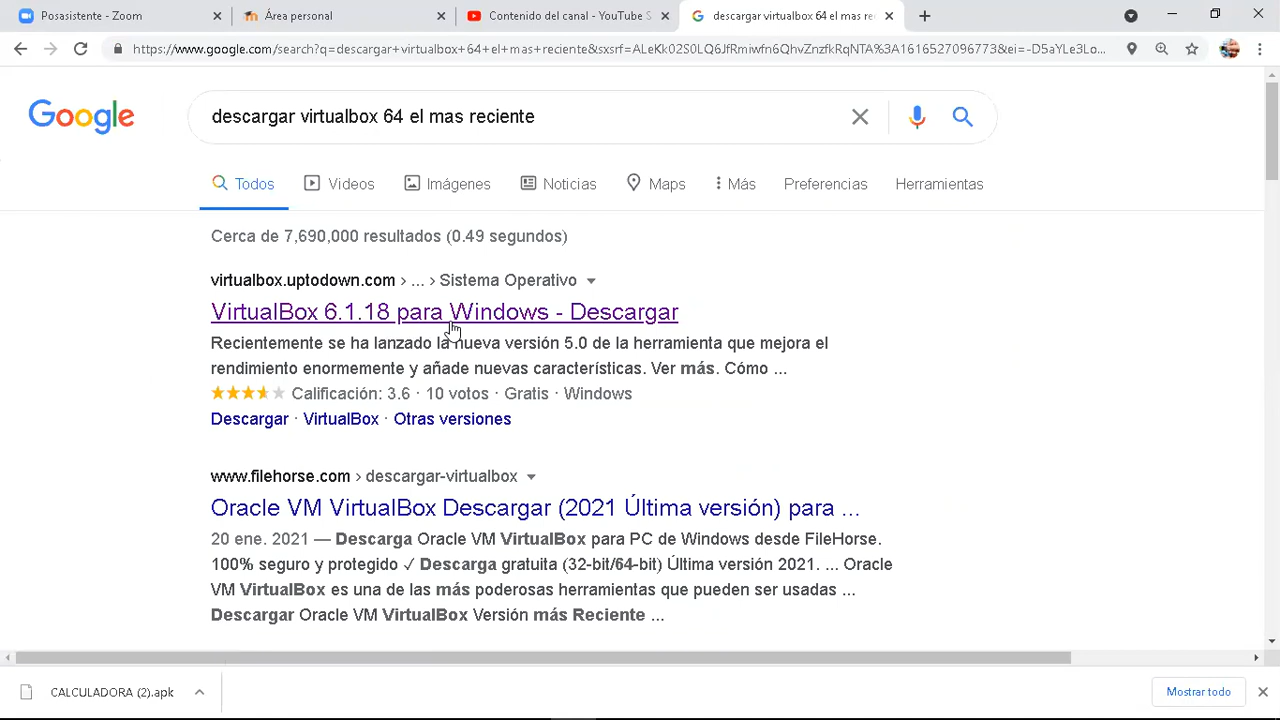 Posasistente - Zoom
Área personal
Contenido del canal - YouTube S
descargar virtualbox 64 el mas re
https://www.google.com/search?q=descargar+virtualbox+64+el+mas+reciente&sxsrf=ALeKk02S0LQ6JfRmiwfn6QhvZnzfkRqNTA%3A1616527096773&ei=-D5aYLe3Lo...
Google
descargar virtualbox 64 el mas reciente
Todos
Videos
Imágenes
Noticias
Maps
Más
Preferencias
Herramientas
Cerca de 7,690,000 resultados (0.49 segundos)
virtualbox.uptodown.com › ... › Sistema Operativo
VirtualBox 6.1.18 para Windows - Descargar
Recientemente se ha lanzado la nueva versión 5.0 de la herramienta que mejora el
rendimiento enormemente y añade nuevas características. Ver más. Cómo ...
Calificación: 3.6 · 10 votos · Gratis · Windows
Descargar · VirtualBox · Otras versiones
www.filehorse.com › descargar-virtualbox
Oracle VM VirtualBox Descargar (2021 Última versión) para ...
20 ene. 2021 — Descarga Oracle VM VirtualBox para PC de Windows desde FileHorse.
100% seguro y protegido ✓ Descarga gratuita (32-bit/64-bit) Última versión 2021. ... Oracle
VM VirtualBox es una de las más poderosas herramientas que pueden ser usadas ...
Descargar Oracle VM VirtualBox Versión más Reciente ...
CALCULADORA (2).apk
Mostrar todo